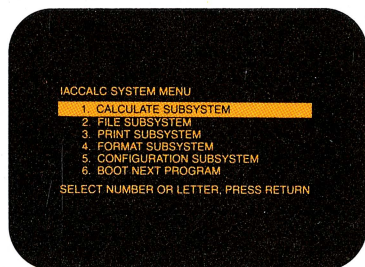 IACCALC SYSTEM MENU
1. CALCULATE SUBSYSTEM
2. FILE SUBSYSTEM
3. PRINT SUBSYSTEM
4. FORMAT SUBSYSTEM
5. CONFIGURATION SUBSYSTEM
6. BOOT NEXT PROGRAM
SELECT NUMBER OR LETTER, PRESS RETURN